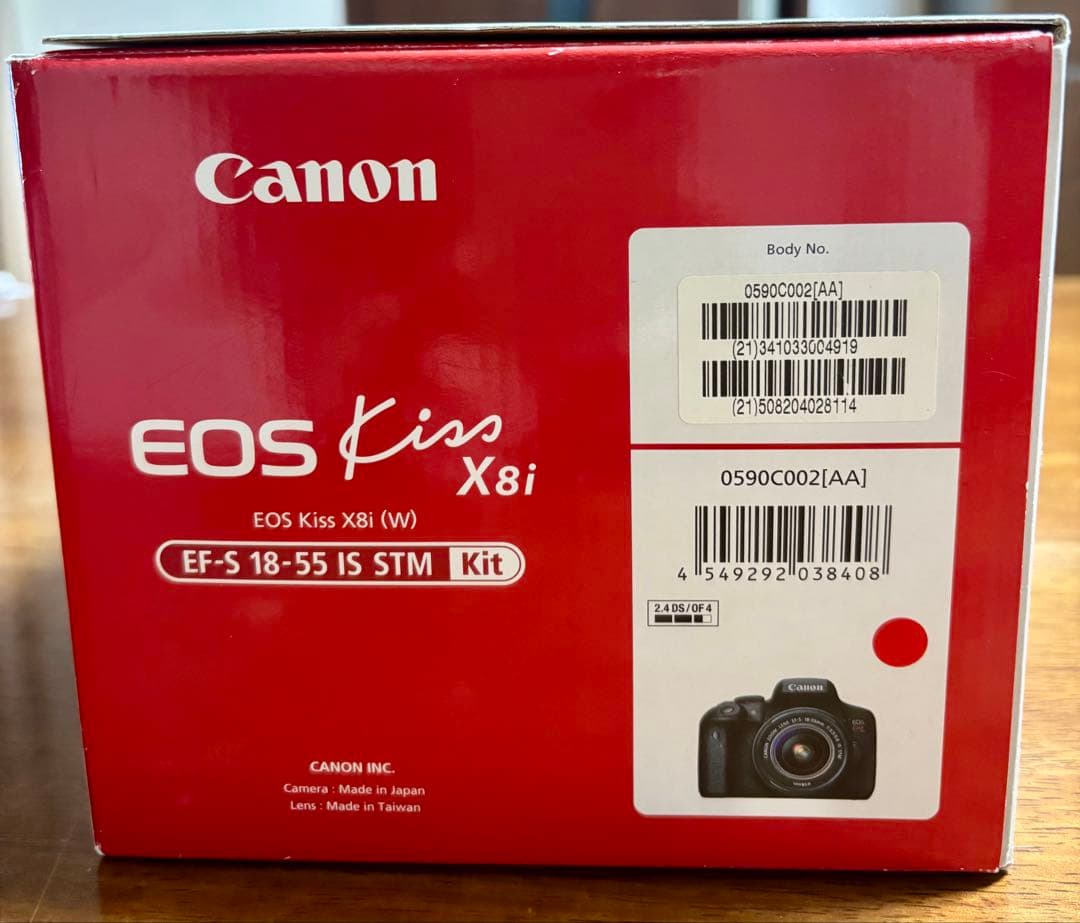 Canon
EOS Kiss
X8i
EOS Kiss X8i (W)
EF-S 18-55 IS STM Kit
CANON INC.
Camera : Made in Japan
Lens : Made in Taiwan
Body No.
0590C002[AA]
(21)341033004919
(21)508204028114
0590C002[AA]
4 549292 038408
2.4 DS/OF4
Canon